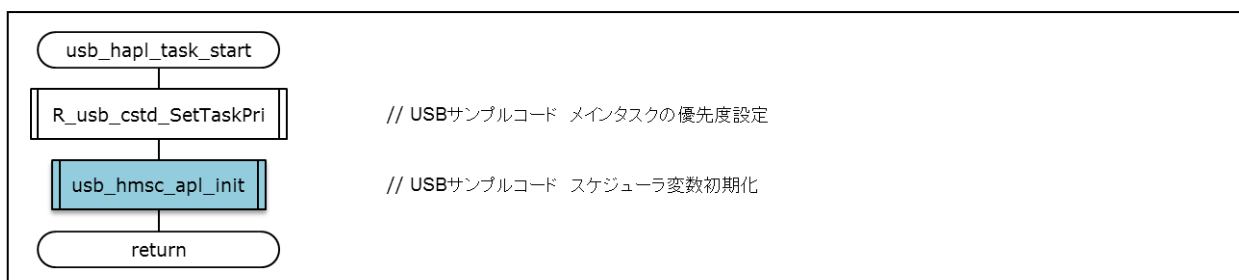 usb_hapl_task_start
R_usb_cstd_SetTaskPri // USBサンプルコード メインタスクの優先度設定
usb_hmsc_apl_init // USBサンプルコード スケジューラ変数初期化
return